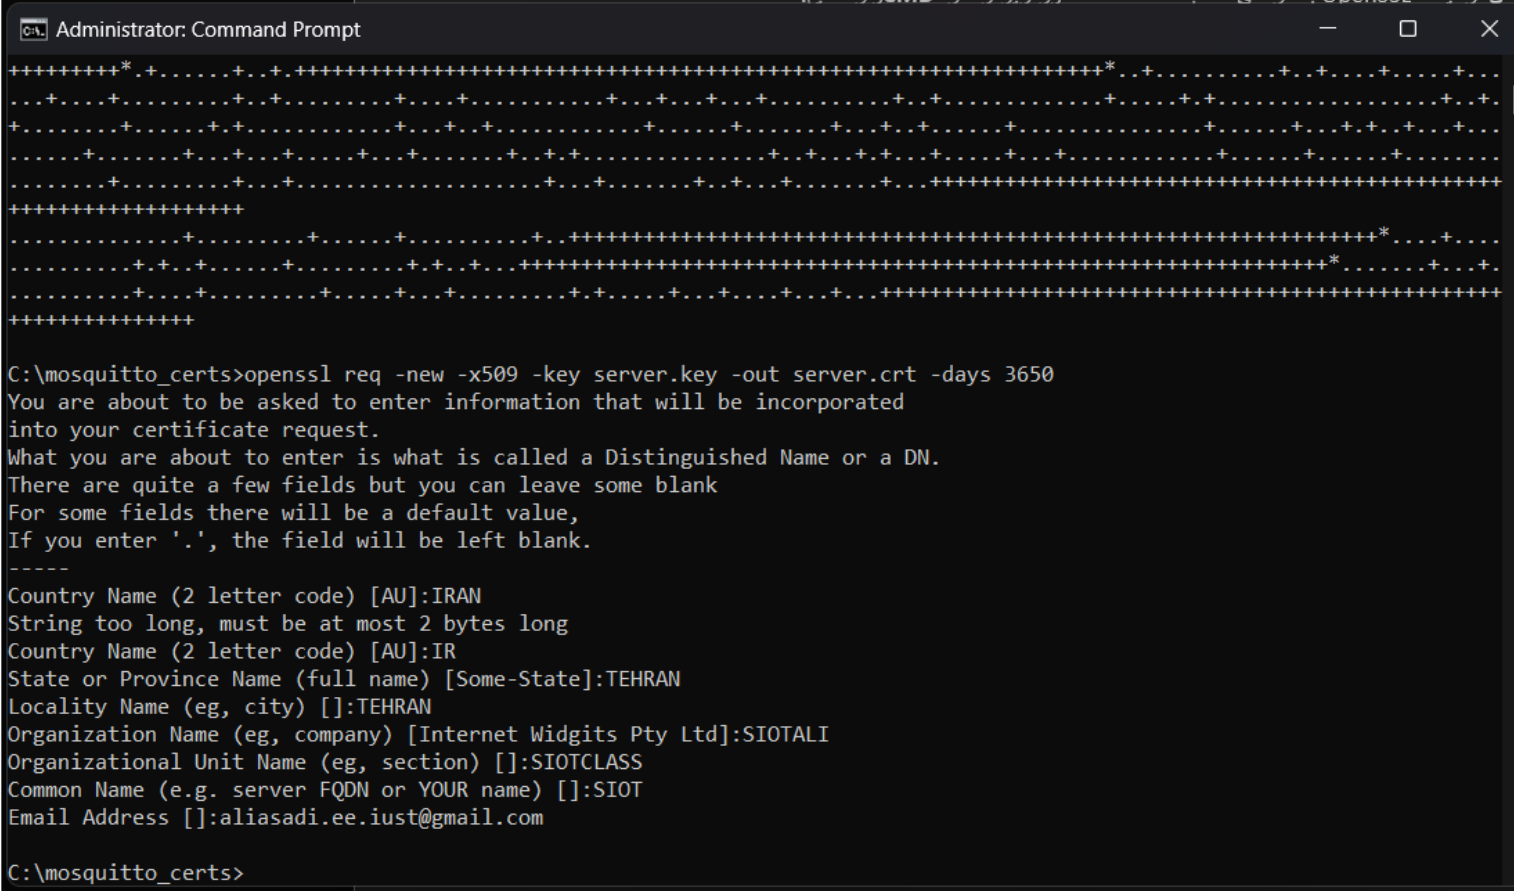 Administrator: Command Prompt
C:\mosquitto_certs>openssl req -new -x509 -key server.key -out server.crt -days 3650
You are about to be asked to enter information that will be incorporated
into your certificate request.
What you are about to enter is what is called a Distinguished Name or a DN.
There are quite a few fields but you can leave some blank
For some fields there will be a default value,
If you enter '.', the field will be left blank.
-----
Country Name (2 letter code) [AU]:IRAN
String too long, must be at most 2 bytes long
Country Name (2 letter code) [AU]:IR
State or Province Name (full name) [Some-State]:TEHRAN
Locality Name (eg, city) []:TEHRAN
Organization Name (eg, company) [Internet Widgits Pty Ltd]:SIOTALI
Organizational Unit Name (eg, section) []:SIOTCLASS
Common Name (e.g. server FQDN or YOUR name) []:SIOT
Email Address []:aliasadi.ee.iust@gmail.com
C:\mosquitto_certs>